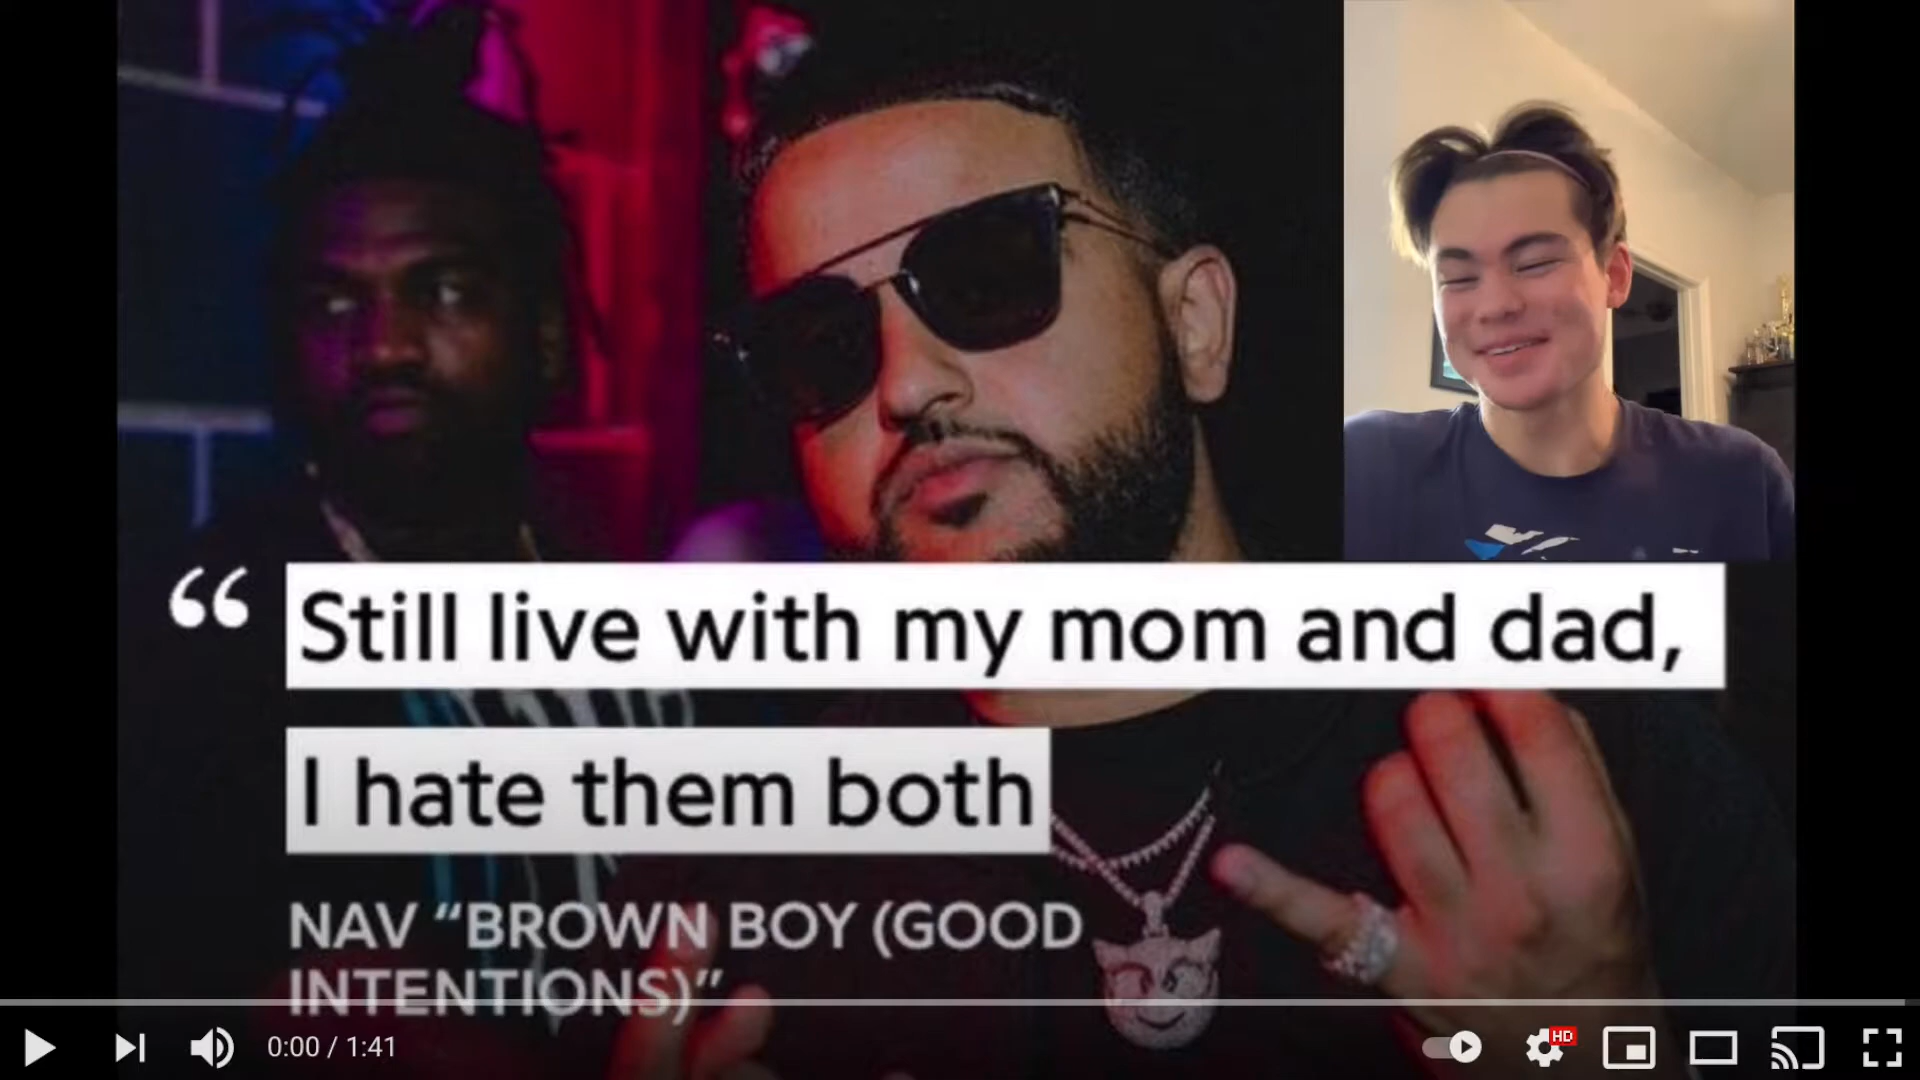 “Still live with my mom and dad,
I hate them both
NAV “BROWN BOY (GOOD
INTENTIONS)”
0:00 / 1:41
HD